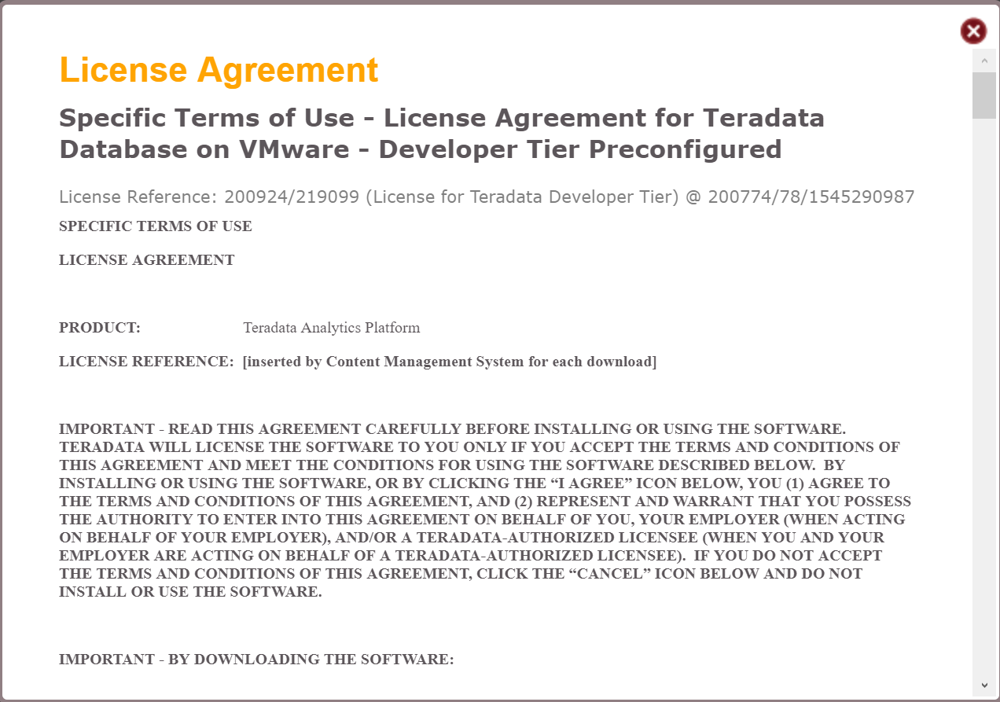 License Agreement
Specific Terms of Use - License Agreement for Teradata
Database on VMware - Developer Tier Preconfigured
License Reference: 200924/219099 (License for Teradata Developer Tier) @ 200774/78/1545290987
SPECIFIC TERMS OF USE
LICENSE AGREEMENT
PRODUCT: Teradata Analytics Platform
LICENSE REFERENCE: [inserted by Content Management System for each download]
IMPORTANT - READ THIS AGREEMENT CAREFULLY BEFORE INSTALLING OR USING THE SOFTWARE.
TERADATA WILL LICENSE THE SOFTWARE TO YOU ONLY IF YOU ACCEPT THE TERMS AND CONDITIONS OF
THIS AGREEMENT AND MEET THE CONDITIONS FOR USING THE SOFTWARE DESCRIBED BELOW.  BY
INSTALLING OR USING THE SOFTWARE, OR BY CLICKING THE “I AGREE” ICON BELOW, YOU (1) AGREE TO
THE TERMS AND CONDITIONS OF THIS AGREEMENT, AND (2) REPRESENT AND WARRANT THAT YOU POSSESS
THE AUTHORITY TO ENTER INTO THIS AGREEMENT ON BEHALF OF YOU, YOUR EMPLOYER (WHEN ACTING
ON BEHALF OF YOUR EMPLOYER), AND/OR A TERADATA-AUTHORIZED LICENSEE (WHEN YOU AND YOUR
EMPLOYER ARE ACTING ON BEHALF OF A TERADATA-AUTHORIZED LICENSEE).  IF YOU DO NOT ACCEPT
THE TERMS AND CONDITIONS OF THIS AGREEMENT, CLICK THE “CANCEL” ICON BELOW AND DO NOT
INSTALL OR USE THE SOFTWARE.
IMPORTANT - BY DOWNLOADING THE SOFTWARE: